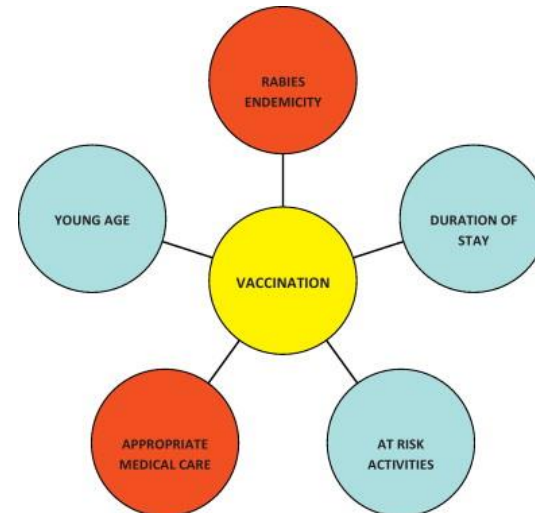 RABIES
ENDEMICITY
YOUNG AGE
DURATION OF
STAY
VACCINATION
APPROPRIATE
MEDICAL CARE
AT RISK
ACTIVITIES